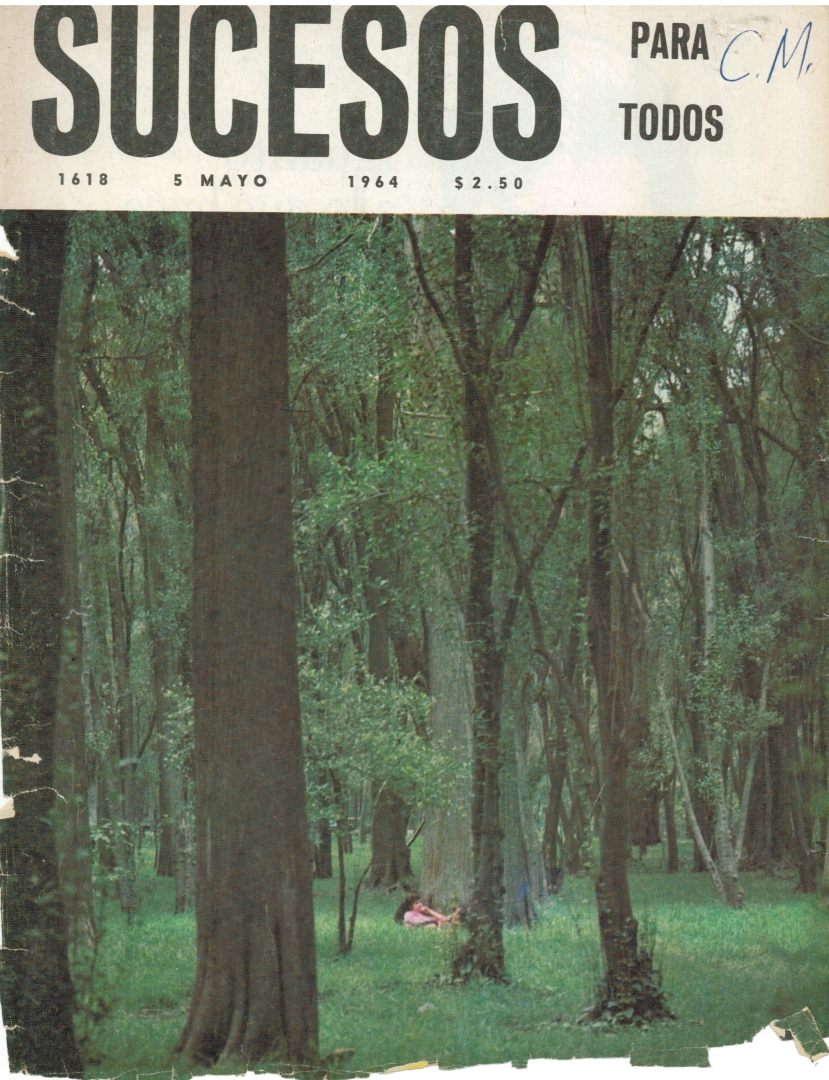 SUCESOS
PARA
TODOS
C.M.
1618 5 MAYO 1964 $2.50